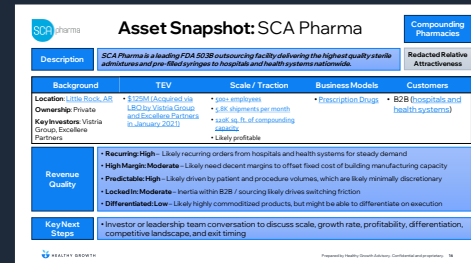 SCA pharma
Asset Snapshot: SCA Pharma
Compounding
Pharmacies
Description
SCA Pharma is a leading FDA 503B outsourcing facility delivering the highest quality sterile
admixtures and pre-filled syringes to hospitals and health systems nationwide.
Redacted Relative
Attractiveness
Background
TEV
Scale / Traction
Business Models
Customers
Location: Little Rock, AR
Ownership: Private
Key Investors: Vistria
Group, Excellere
Partners
• $125M (Acquired via
LBO by Vistria Group
and Excellere Partners
in January 2021)
• 500+ employees
• 5.8K shipments per month
• 120K sq. ft. of compounding
capacity
• Likely profitable
• Prescription Drugs
• B2B (hospitals and
health systems)
Revenue
Quality
• Recurring: High – Likely recurring orders from hospitals and health systems for steady demand
• High Margin: Moderate – Likely need decent margins to offset fixed cost of building manufacturing capacity
• Predictable: High – Likely driven by patient and procedure volumes, which are likely minimally discretionary
• Locked In: Moderate – Inertia within B2B / sourcing likely drives switching friction
• Differentiated: Low – Likely highly commoditized products, but might be able to differentiate on execution
Key Next
Steps
• Investor or leadership team conversation to discuss scale, growth rate, profitability, differentiation,
competitive landscape, and exit timing
HEALTHY GROWTH
Prepared by Healthy Growth Advisory. Confidential and proprietary.